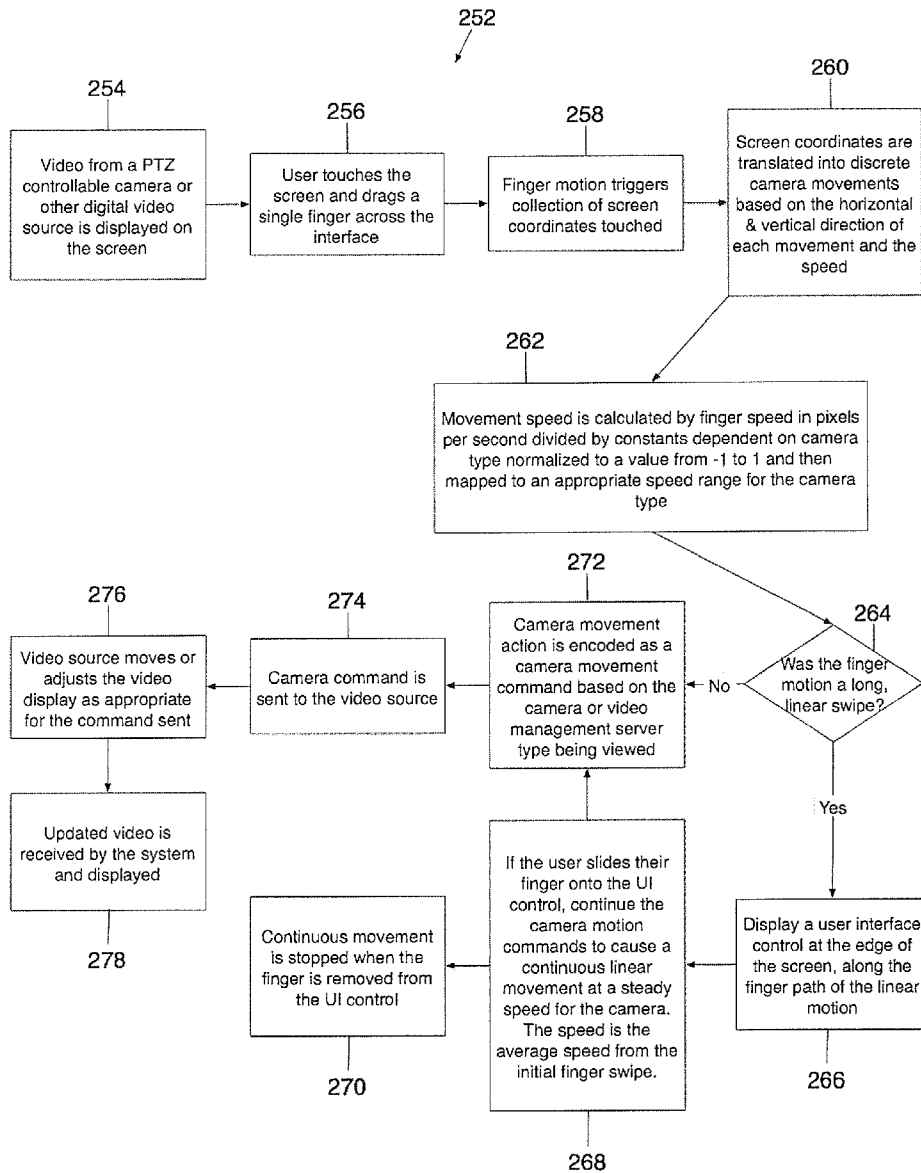 252
254
Video from a PTZ
controllable camera or
other digital video
source is displayed on
the screen
256
User touches
the screen and drags a
single finger across the
interface
258
Finger motion triggers
collection of screen
coordinates touched
260
Screen coordinates are
translated into discrete
camera movements
based on the horizontal
& vertical direction of
each movement and the
speed
262
Movement speed is calculated by finger speed in pixels
per second divided by constants dependent on camera
type normalized to a value from -1 to 1 and then
mapped to an appropriate speed range for the camera
type
264
Was the finger
motion a long,
linear swipe?
No
Yes
272
Camera movement
action is encoded as a
camera movement
command based on the
camera or video
management server
type being viewed
274
Camera command is
sent to the video source
276
Video source moves or
adjusts the video
display as appropriate
for the command sent
Updated video is
received by the system
and displayed
278
Display a user interface
control at the edge of
the screen, along the
finger path of the linear
motion
266
If the user slides their
finger onto the UI
control, continue the
camera motion
commands to cause a
continuous linear
movement at a steady
speed for the camera.
The speed is the
average speed from the
initial finger swipe.
268
Continuous movement
is stopped when the
finger is removed from
the UI control
270